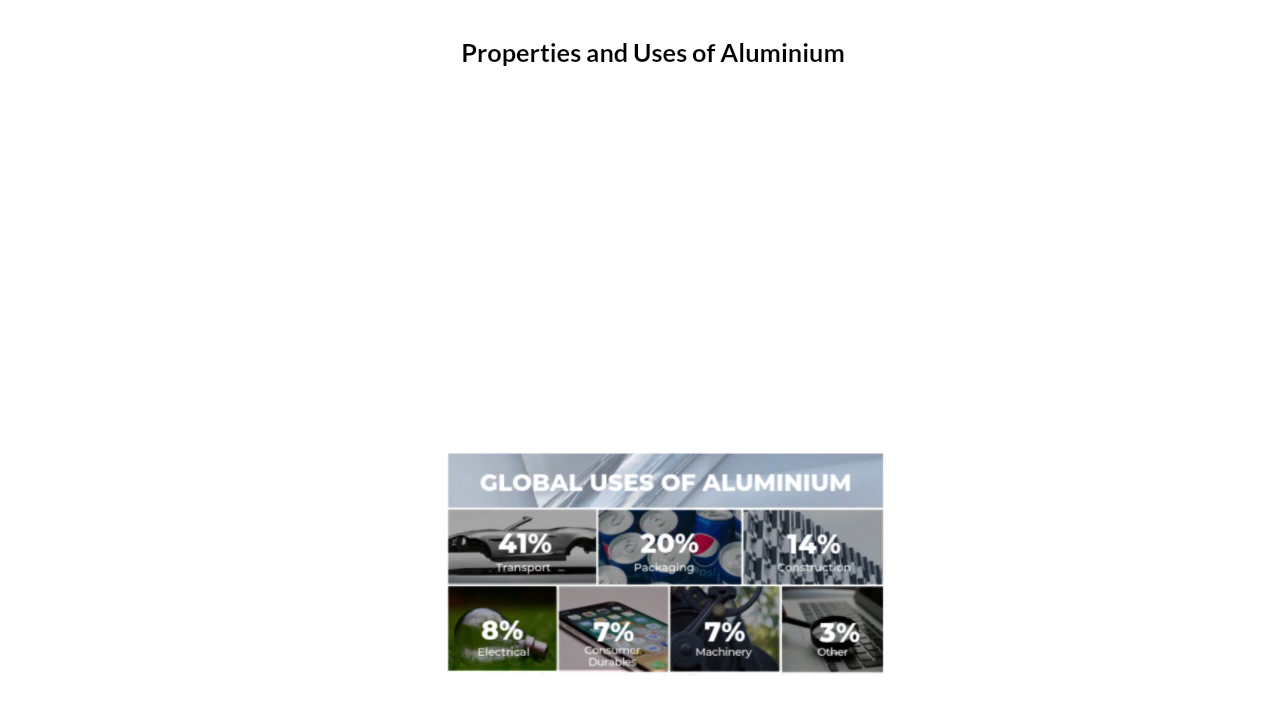 Properties and Uses of Aluminium
GLOBAL USES OF ALUMINIUM
41%
Transport
20%
Packaging
14%
Construction
8%
Electrical
7%
Consumer
Durables
7%
Machinery
3%
Other